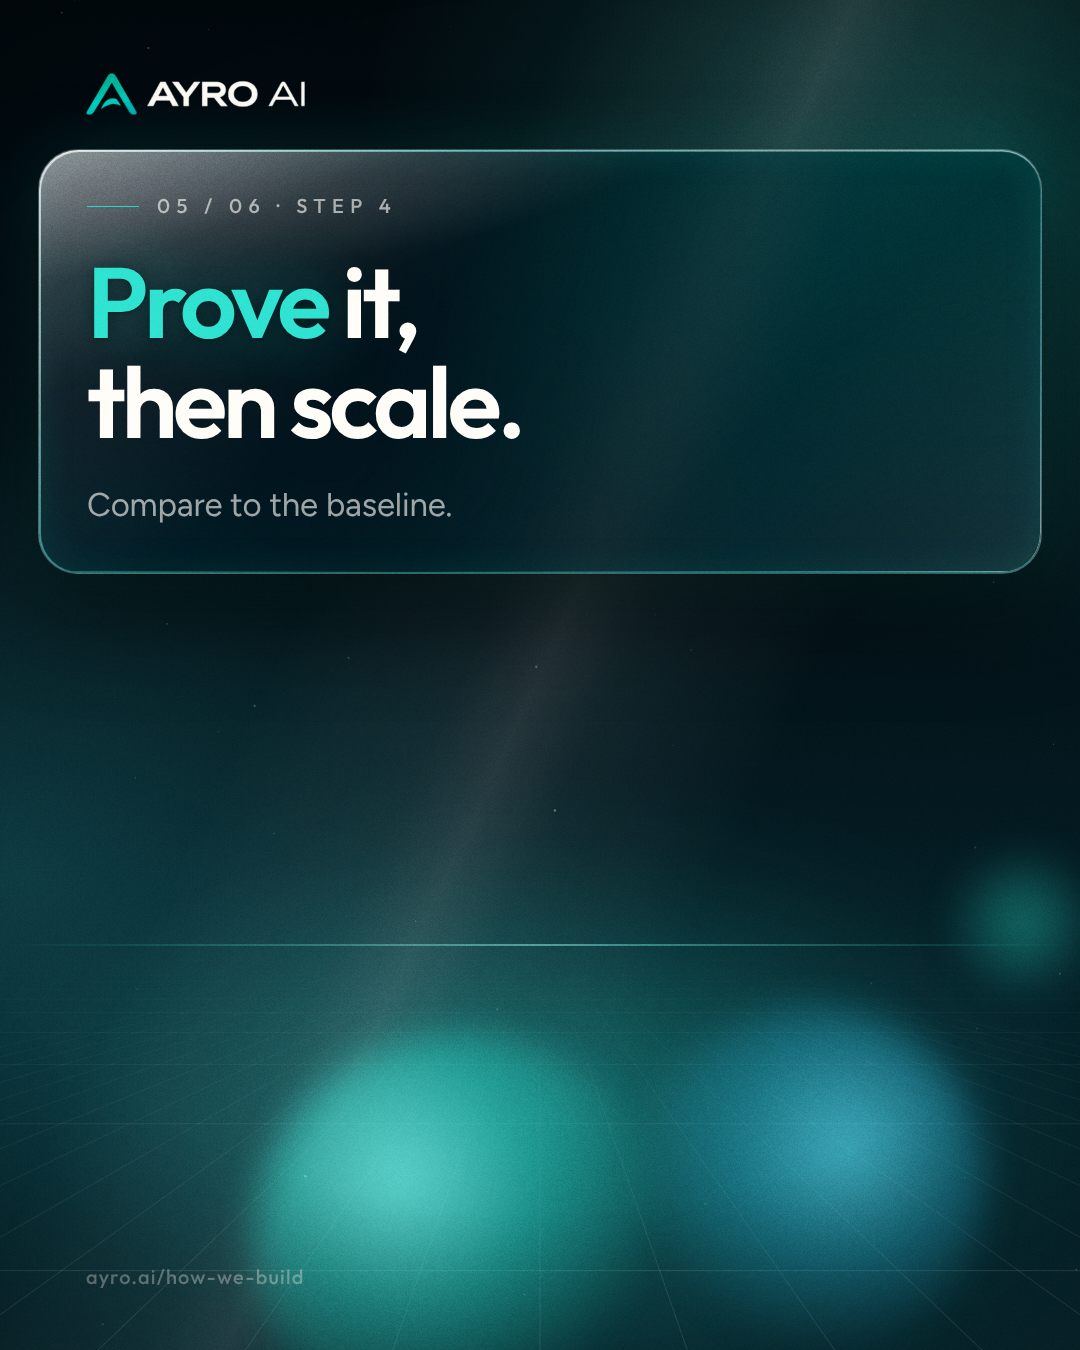 AYRO AI
05 / 06 · STEP 4
Prove it,
then scale.
Compare to the baseline.
ayro.ai/how-we-build